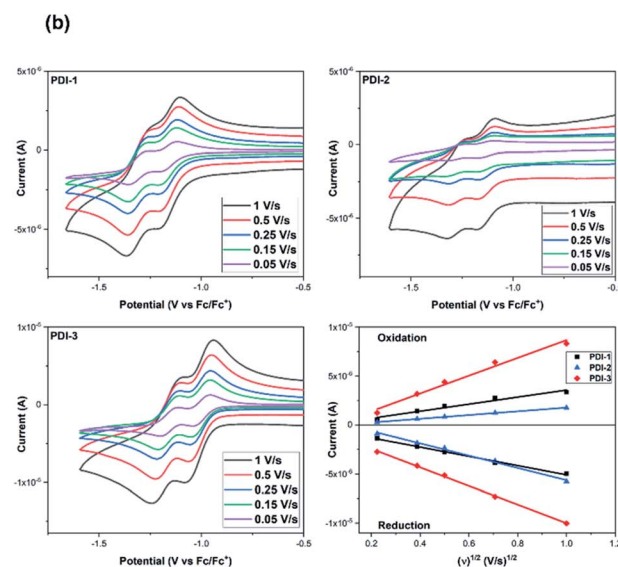 (b)
PDI-1
5x10⁻⁶
0
-5x10⁻⁶
Current (A)
1 V/s
0.5 V/s
0.25 V/s
0.15 V/s
0.05 V/s
-1.5
-1.0
-0.5
Potential (V vs Fc/Fc⁺)
PDI-2
5x10⁻⁶
0
-5x10⁻⁶
Current (A)
1 V/s
0.5 V/s
0.25 V/s
0.15 V/s
0.05 V/s
-1.5
-1.0
-0.5
Potential (V vs Fc/Fc⁺)
PDI-3
1x10⁻⁵
0
-1x10⁻⁵
Current (A)
1 V/s
0.5 V/s
0.25 V/s
0.15 V/s
0.05 V/s
-1.5
-1.0
-0.5
Potential (V vs Fc/Fc⁺)
Oxidation
PDI-1
PDI-2
PDI-3
1x10⁻⁵
5x10⁻⁶
0
-5x10⁻⁶
-1x10⁻⁵
Current (A)
Reduction
0.2
0.4
0.6
0.8
1.0
1.2
(ν)¹ᐟ² (V/s)¹ᐟ²